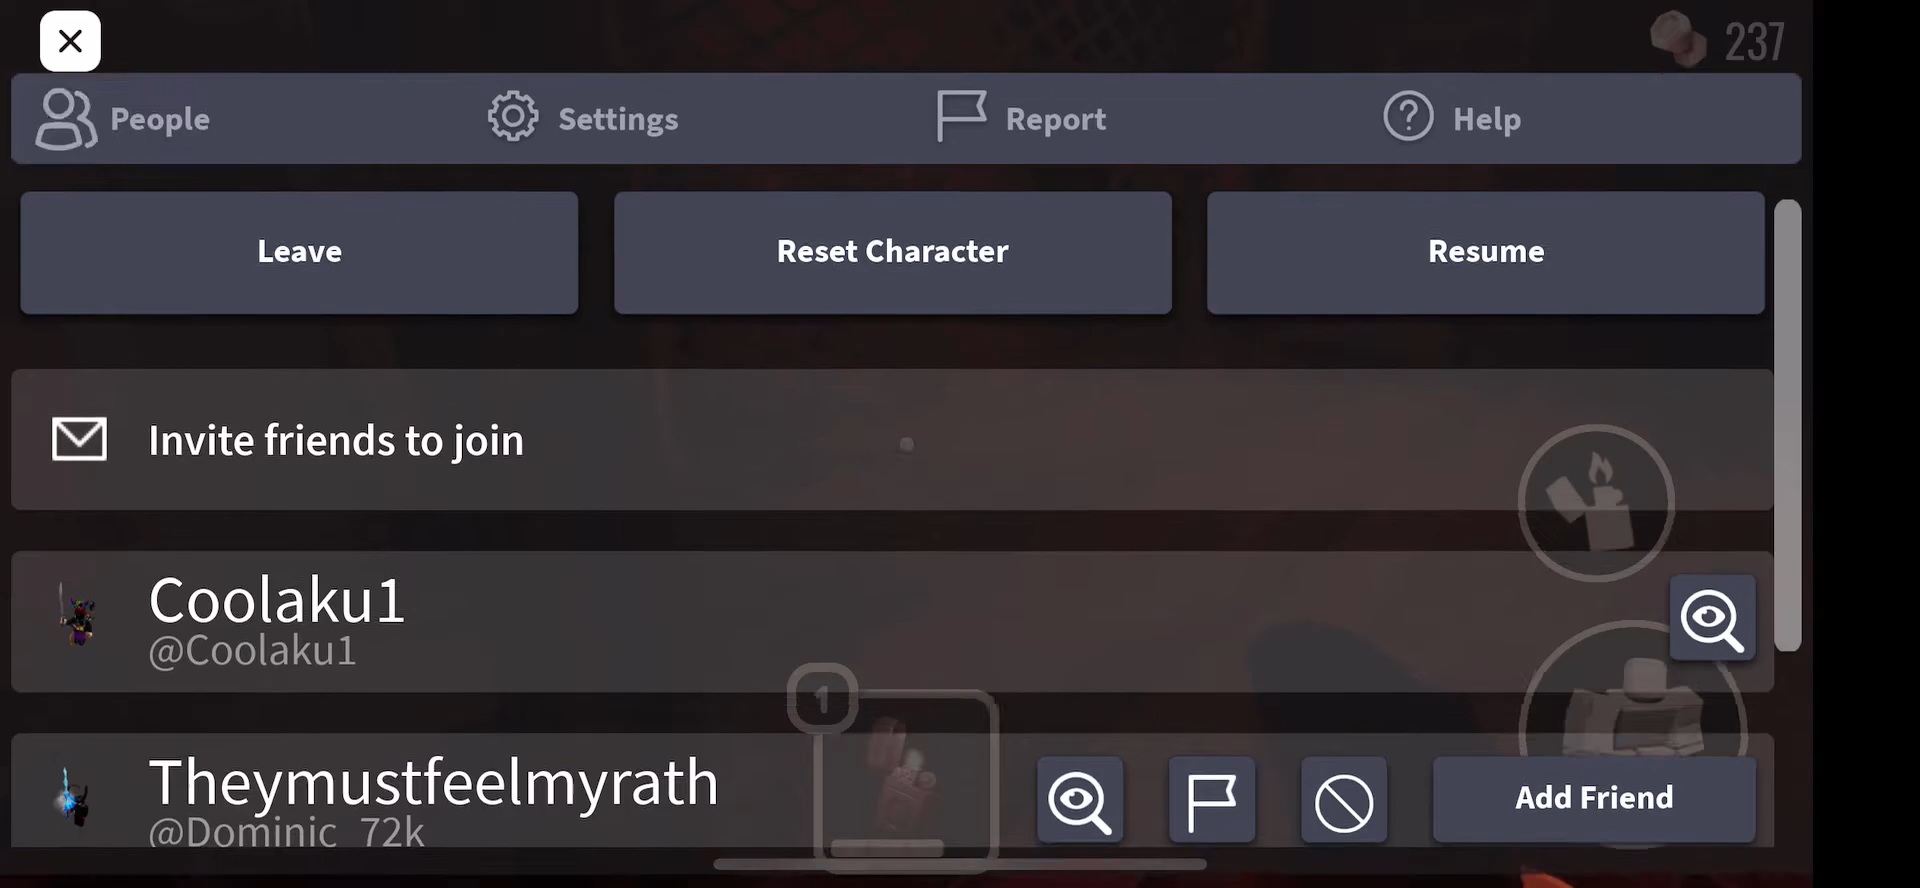 237
People
Settings
Report
Help
Leave
Reset Character
Resume
Invite friends to join
Coolaku1
@Coolaku1
1
Theymustfeelmyrath
@Dominic_72k
Add Friend